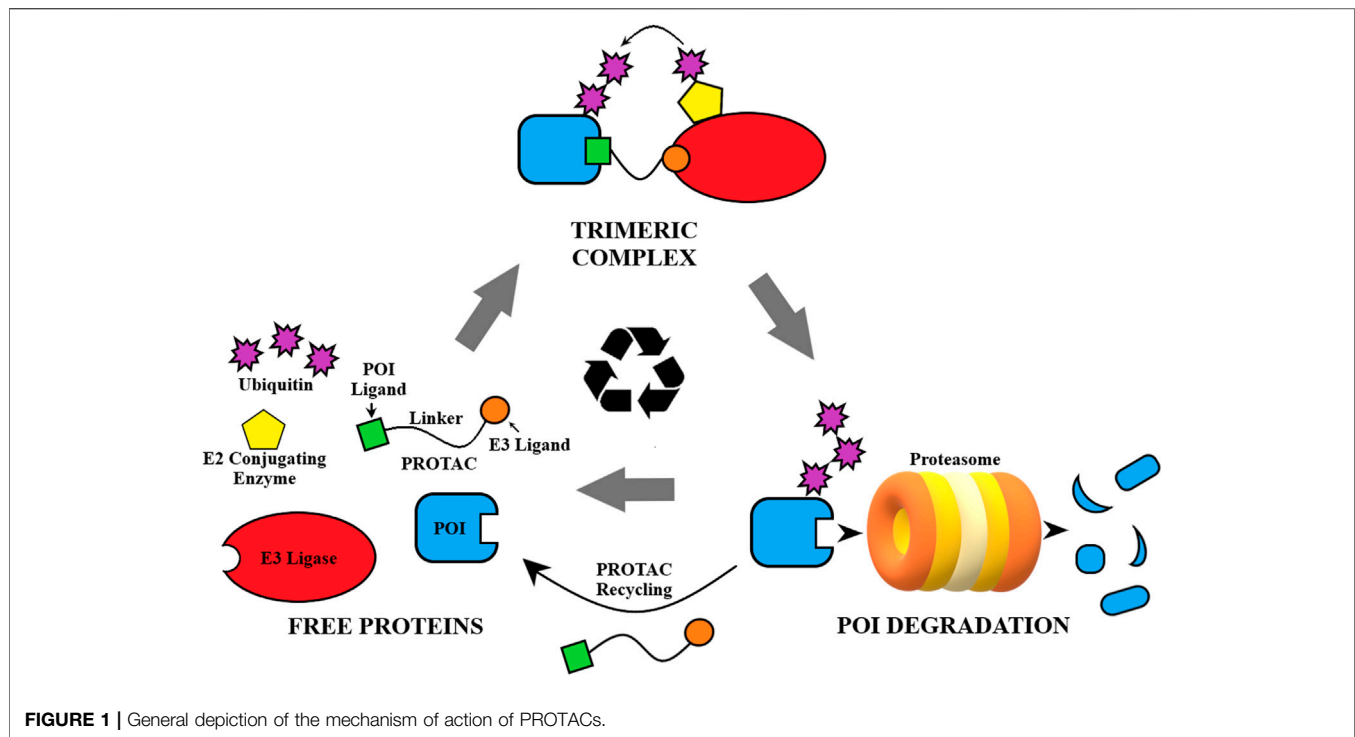 TRIMERIC
COMPLEX
Ubiquitin
POI
Ligand
Linker
E3 Ligand
PROTAC
E2 Conjugating
Enzyme
POI
E3 Ligase
FREE PROTEINS
PROTAC
Recycling
Proteasome
POI DEGRADATION
FIGURE 1 | General depiction of the mechanism of action of PROTACs.